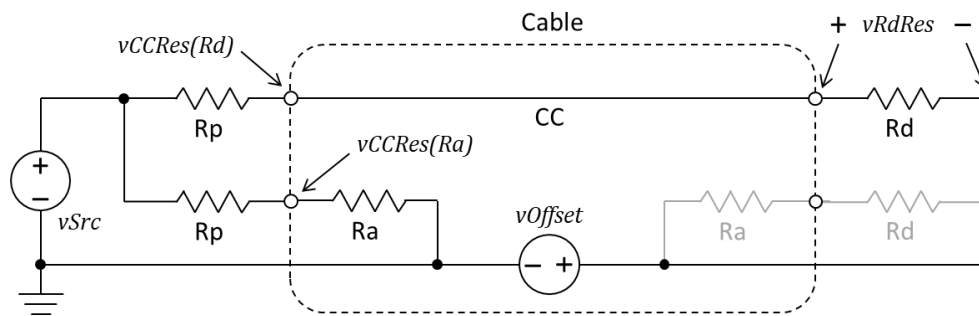 Cable
vCCRes(Rd)
+ vRdRes −
Rp
CC
Rd
vCCRes(Ra)
+
−
vSrc
Rp
Ra
vOffset
Ra
Rd
− +